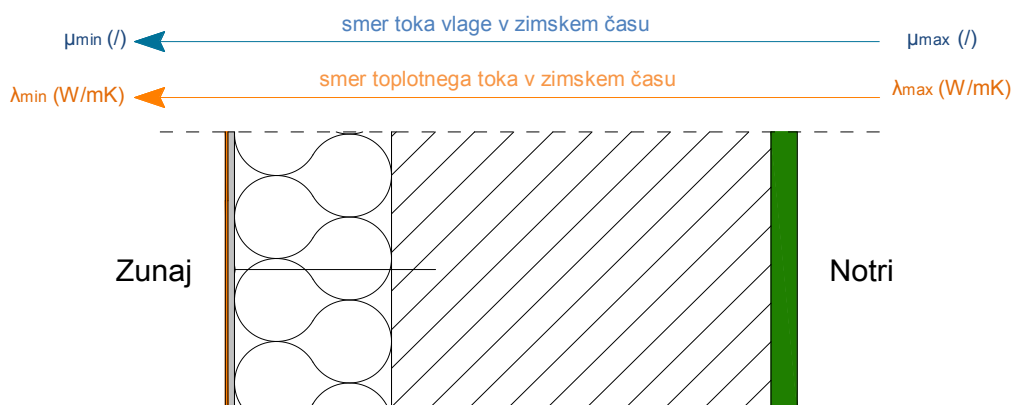 smer toka vlage v zimskem času
μmin (/)
μmax (/)
smer toplotnega toka v zimskem času
λmin (W/mK)
λmax (W/mK)
Zunaj
Notri